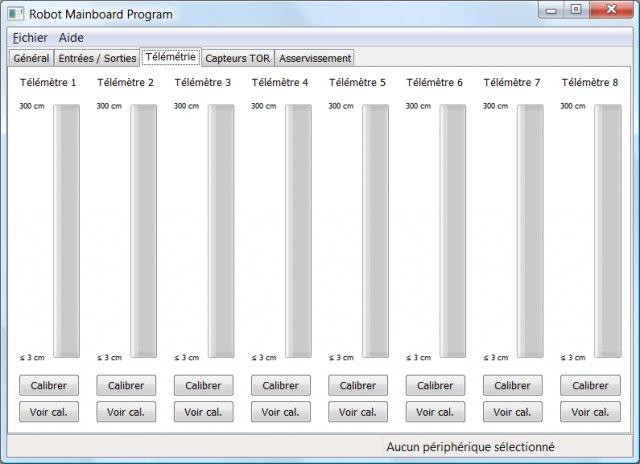 Robot Mainboard Program
Fichier Aide
Général Entrées / Sorties Télémétrie Capteurs TOR Asservissement
Télémètre 1 Télémètre 2 Télémètre 3 Télémètre 4 Télémètre 5 Télémètre 6 Télémètre 7 Télémètre 8
300 cm 300 cm 300 cm 300 cm 300 cm 300 cm 300 cm 300 cm
≤ 3 cm ≤ 3 cm ≤ 3 cm ≤ 3 cm ≤ 3 cm ≤ 3 cm ≤ 3 cm ≤ 3 cm
Calibrer Calibrer Calibrer Calibrer Calibrer Calibrer Calibrer Calibrer
Voir cal. Voir cal. Voir cal. Voir cal. Voir cal. Voir cal. Voir cal. Voir cal.
Aucun périphérique sélectionné